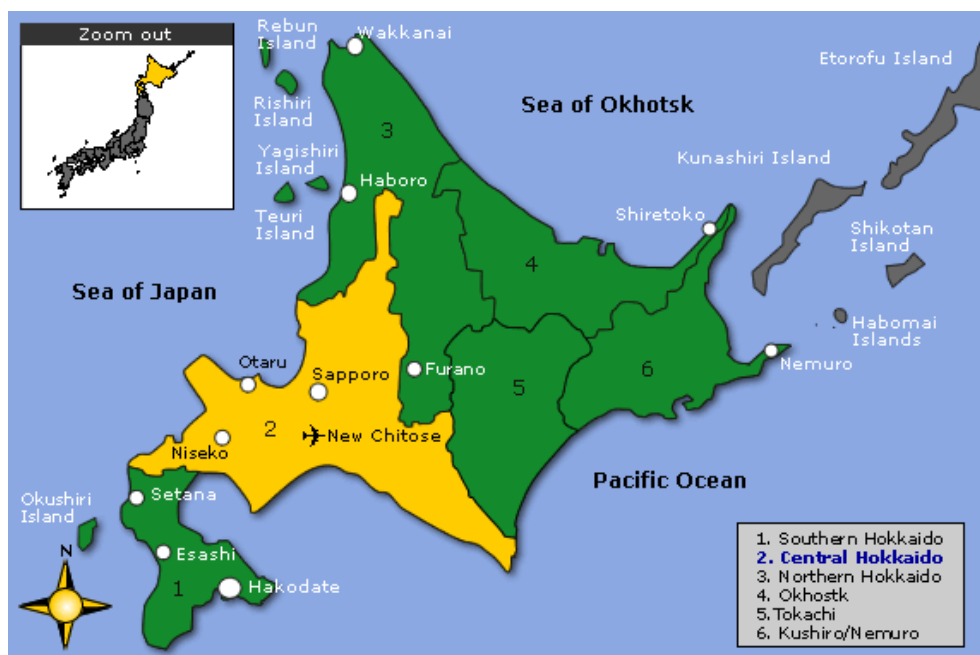 Zoom out
Rebun
Island
Wakkanai
Etorofu Island
Rishiri
Island
Sea of Okhotsk
3
Yagishiri
Island
Kunashiri Island
Haboro
Teuri
Island
Shiretoko
Shikotan
Island
4
Sea of Japan
Habomai
Islands
Otaru
Sapporo
Furano
Nemuro
5
6
2
New Chitose
Niseko
Pacific Ocean
Okushiri
Island
Setana
N
Esashi
1
Hakodate
1. Southern Hokkaido
2. Central Hokkaido
3. Northern Hokkaido
4. Okhostk
5.Tokachi
6. Kushiro/Nemuro